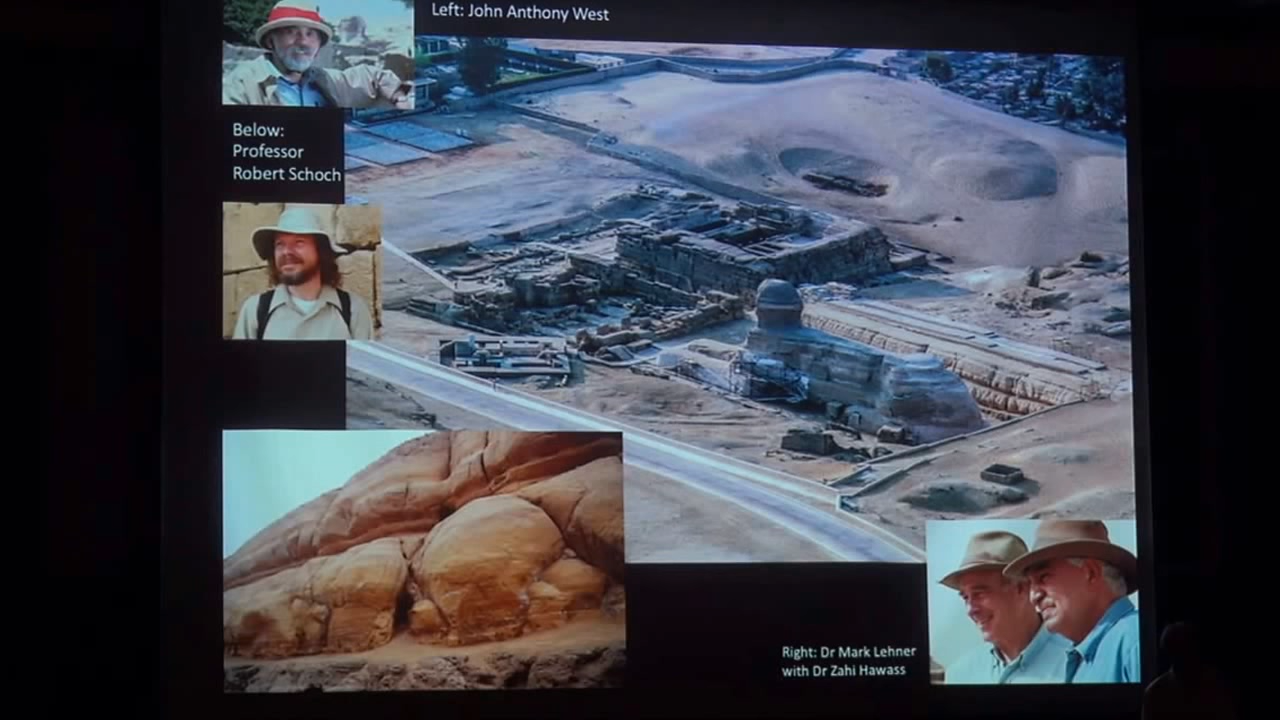 Left: John Anthony West
Below:
Professor
Robert Schoch
Right: Dr Mark Lehner
with Dr Zahi Hawass